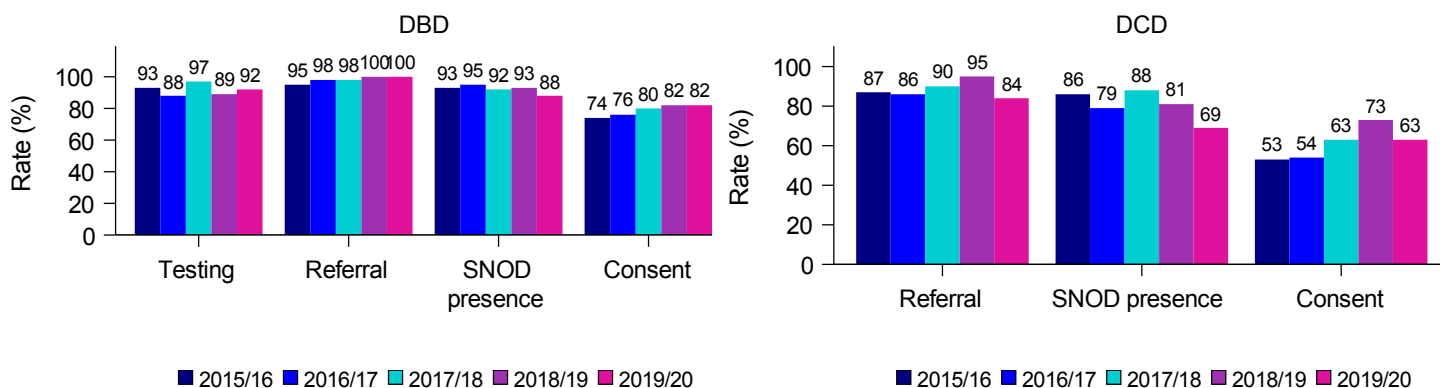 DBD
Rate (%)
100
80
60
40
20
0
93 88 97 89 92
95 98 98 100 100
93 95 92 93 88
74 76 80 82 82
Testing
Referral
SNOD
presence
Consent
2015/16 2016/17 2017/18 2018/19 2019/20
DCD
Rate (%)
100
80
60
40
20
0
87 86 90 95 84
86 79 88 81 69
53 54 63 73 63
Referral
SNOD presence
Consent
2015/16 2016/17 2017/18 2018/19 2019/20